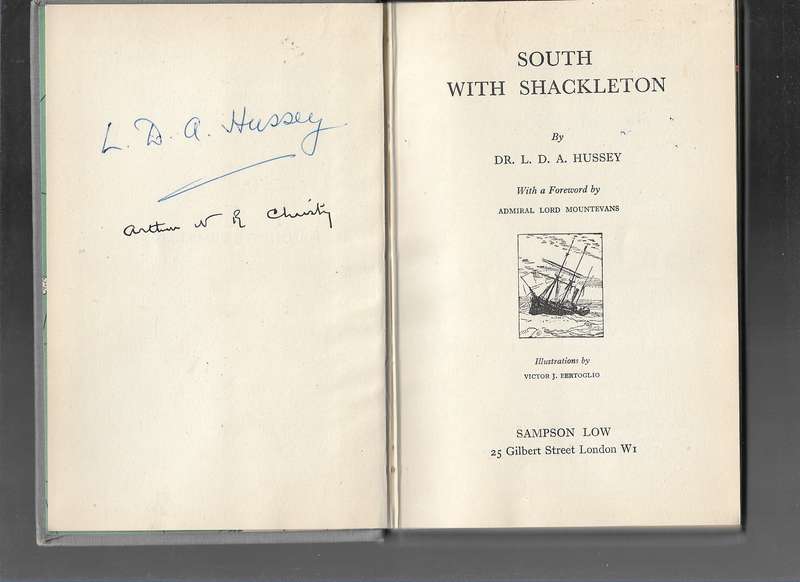 L. D. A. Hussey
Arthur N R Christy
SOUTH
WITH SHACKLETON
By
DR. L. D. A. HUSSEY
With a Foreword by
ADMIRAL LORD MOUNTEVANS
Illustrations by
VICTOR J. BERTOGLIO
SAMPSON LOW
25 Gilbert Street London W1